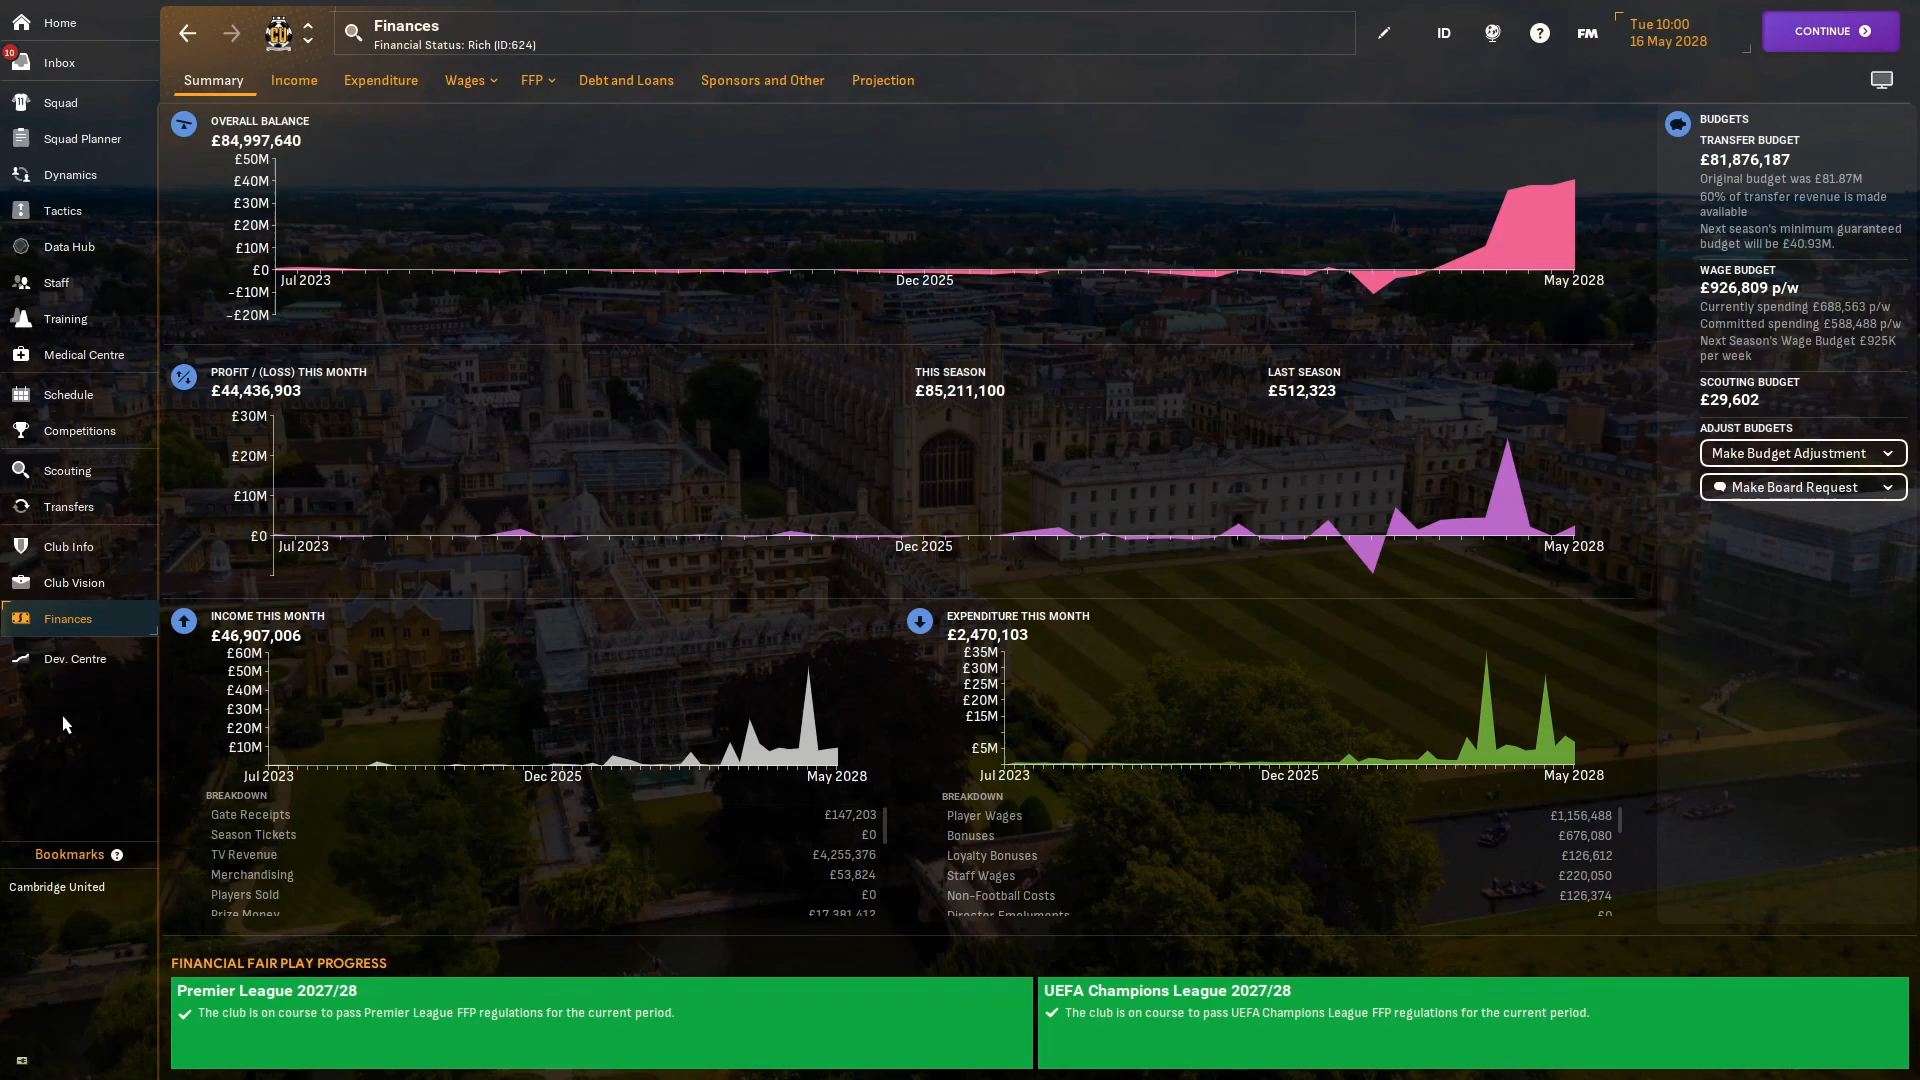 Home
10
Inbox
Squad
Squad Planner
Dynamics
Tactics
Data Hub
Staff
Training
Medical Centre
Schedule
Competitions
Scouting
Transfers
Club Info
Club Vision
Finances
Dev. Centre
Bookmarks ?
Cambridge United
CU
Finances
Financial Status: Rich (ID:624)
ID
?
FM
Tue 10:00
16 May 2028
CONTINUE
Summary
Income
Expenditure
Wages
FFP
Debt and Loans
Sponsors and Other
Projection
OVERALL BALANCE
£84,997,640
£50M
£40M
£30M
£20M
£10M
£0
-£10M
-£20M
Jul 2023
Dec 2025
May 2028
PROFIT / (LOSS) THIS MONTH
£44,436,903
THIS SEASON
£85,211,100
LAST SEASON
£512,323
£30M
£20M
£10M
£0
Jul 2023
Dec 2025
May 2028
INCOME THIS MONTH
£46,907,006
£60M
£50M
£40M
£30M
£20M
£10M
Jul 2023
Dec 2025
May 2028
BREAKDOWN
Gate Receipts £147,203
Season Tickets £0
TV Revenue £4,255,376
Merchandising £53,824
Players Sold £0
Prize Money £17,381,412
EXPENDITURE THIS MONTH
£2,470,103
£35M
£30M
£25M
£20M
£15M
£5M
Jul 2023
Dec 2025
May 2028
BREAKDOWN
Player Wages £1,156,488
Bonuses £676,080
Loyalty Bonuses £126,612
Staff Wages £220,050
Non-Football Costs £126,374
Director Emoluments £0
BUDGETS
TRANSFER BUDGET
£81,876,187
Original budget was £81.87M
60% of transfer revenue is made
available
Next season's minimum guaranteed
budget will be £40.93M.
WAGE BUDGET
£926,809 p/w
Currently spending £688,563 p/w
Committed spending £588,488 p/w
Next Season's Wage Budget £925K
per week
SCOUTING BUDGET
£29,602
ADJUST BUDGETS
Make Budget Adjustment
Make Board Request
FINANCIAL FAIR PLAY PROGRESS
Premier League 2027/28
The club is on course to pass Premier League FFP regulations for the current period.
UEFA Champions League 2027/28
The club is on course to pass UEFA Champions League FFP regulations for the current period.